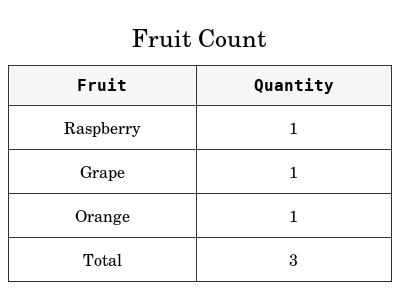 Fruit Count
Fruit Quantity
Raspberry 1
Grape 1
Orange 1
Total 3